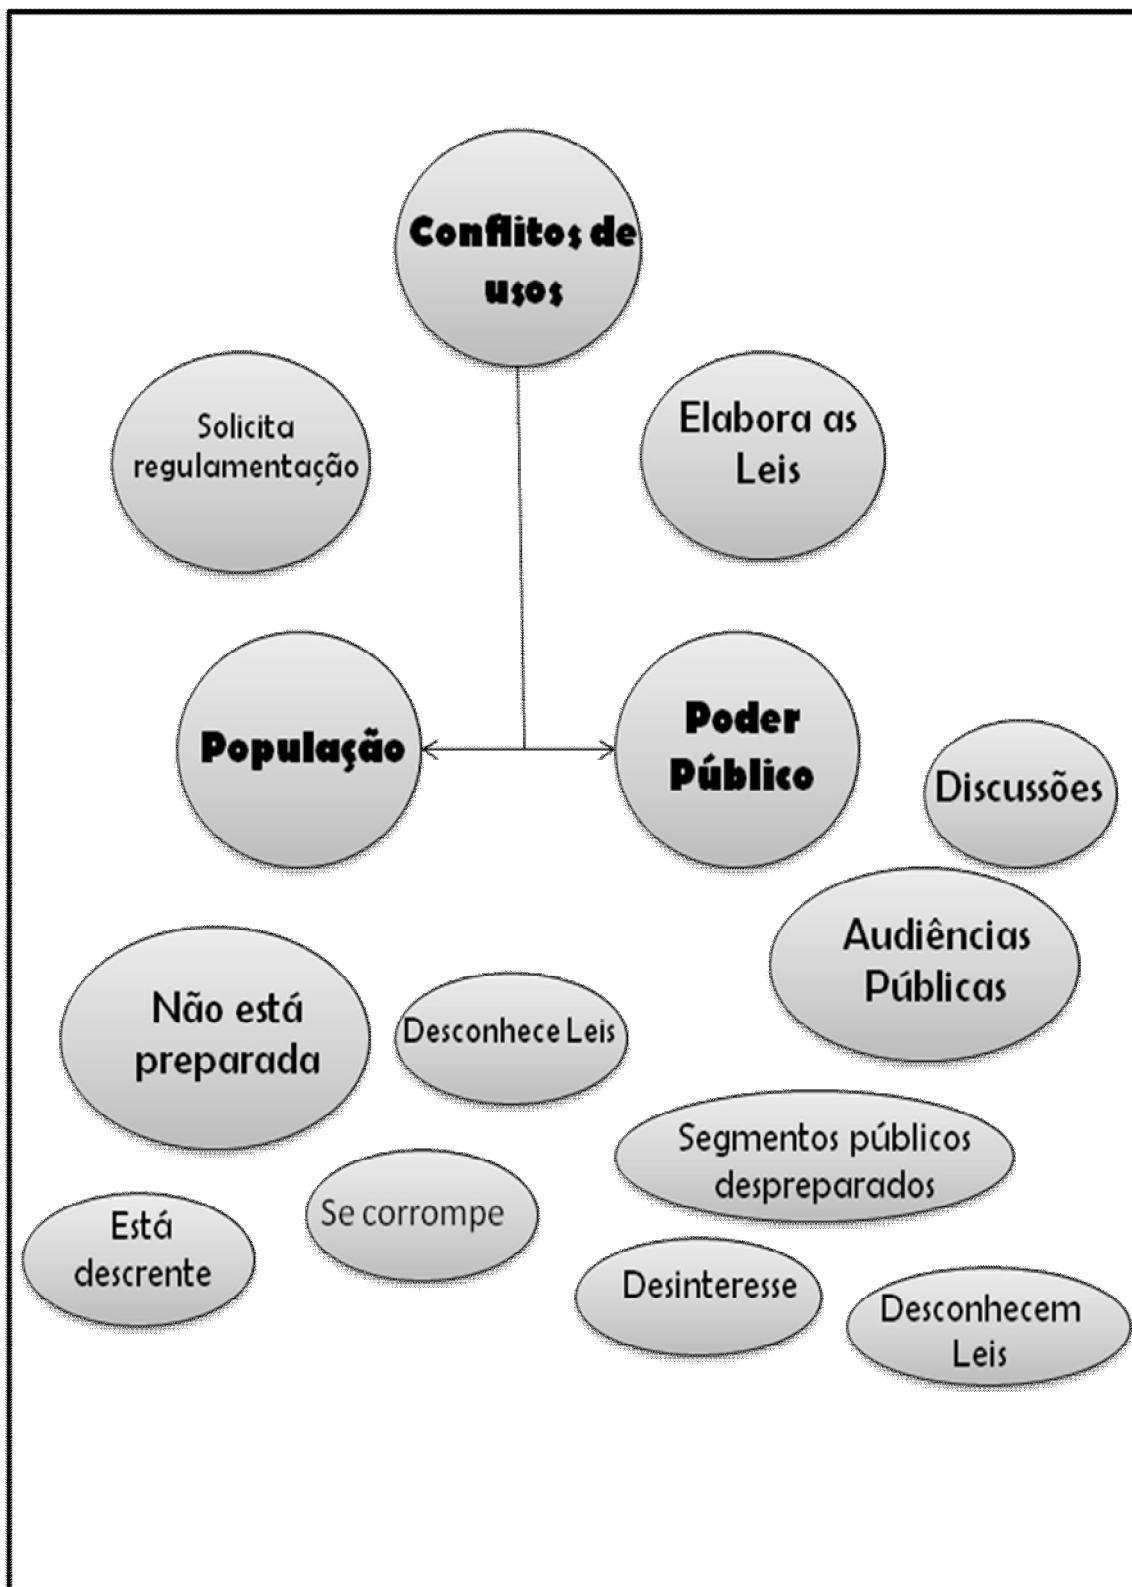 Conflitos de
usos
Solicita
regulamentação
Elabora as
Leis
População
Poder
Público
Discussões
Audiências
Públicas
Não está
preparada
Desconhece Leis
Segmentos públicos
despreparados
Se corrompe
Está
descrente
Desinteresse
Desconhecem
Leis